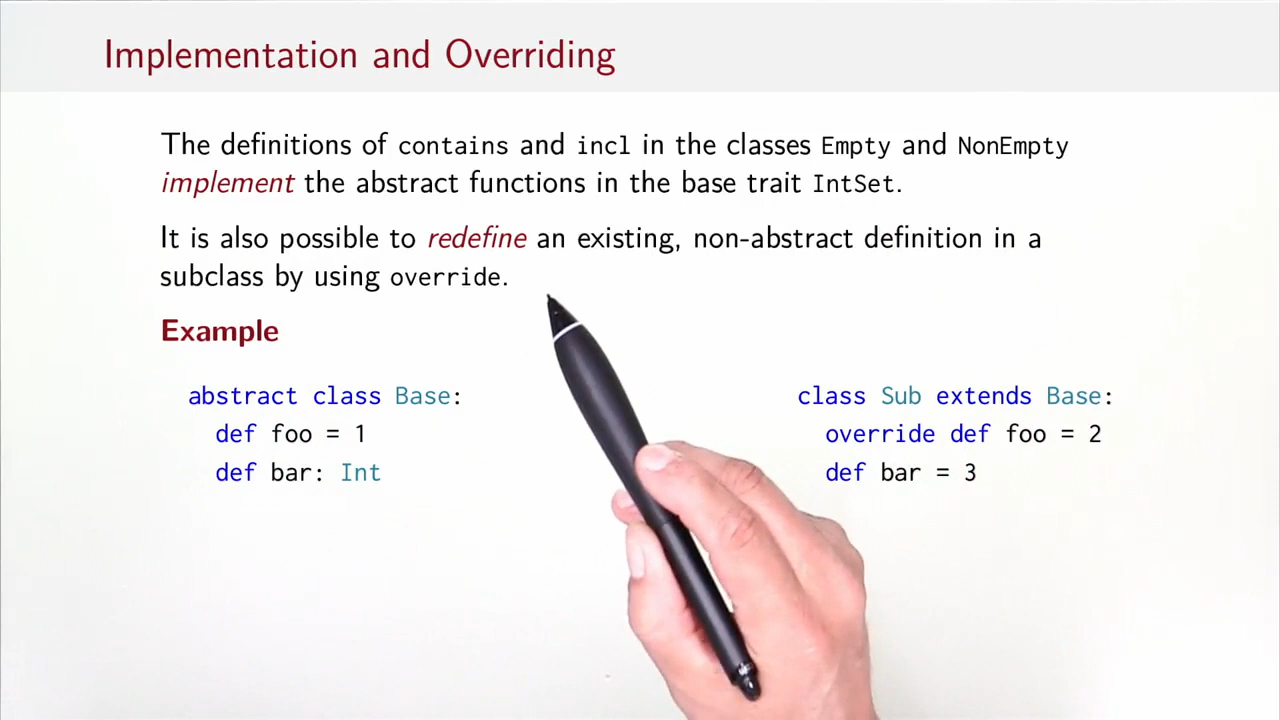 Implementation and Overriding
The definitions of contains and incl in the classes Empty and NonEmpty
implement the abstract functions in the base trait IntSet.
It is also possible to redefine an existing, non-abstract definition in a
subclass by using override.
Example
abstract class Base:
def foo = 1
def bar: Int
class Sub extends Base:
override def foo = 2
def bar = 3